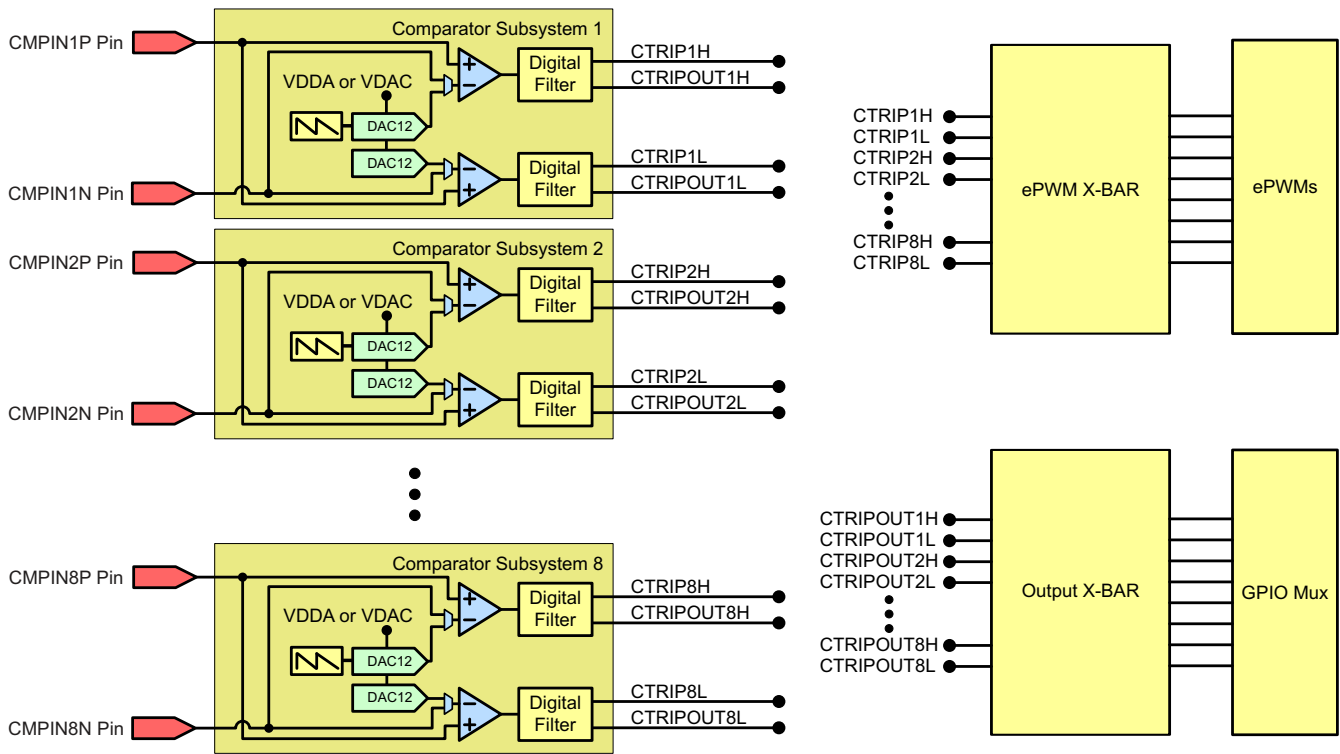 Comparator Subsystem 1
CMPIN1P Pin
VDDA or VDAC
DAC12
DAC12
Digital
Filter
CTRIP1H
CTRIPOUT1H
CMPIN1N Pin
Digital
Filter
CTRIP1L
CTRIPOUT1L
Comparator Subsystem 2
CMPIN2P Pin
VDDA or VDAC
DAC12
DAC12
Digital
Filter
CTRIP2H
CTRIPOUT2H
CMPIN2N Pin
Digital
Filter
CTRIP2L
CTRIPOUT2L
Comparator Subsystem 8
CMPIN8P Pin
VDDA or VDAC
DAC12
DAC12
Digital
Filter
CTRIP8H
CTRIPOUT8H
CMPIN8N Pin
Digital
Filter
CTRIP8L
CTRIPOUT8L
CTRIP1H
CTRIP1L
CTRIP2H
CTRIP2L
CTRIP8H
CTRIP8L
ePWM X-BAR
ePWMs
CTRIPOUT1H
CTRIPOUT1L
CTRIPOUT2H
CTRIPOUT2L
CTRIPOUT8H
CTRIPOUT8L
Output X-BAR
GPIO Mux